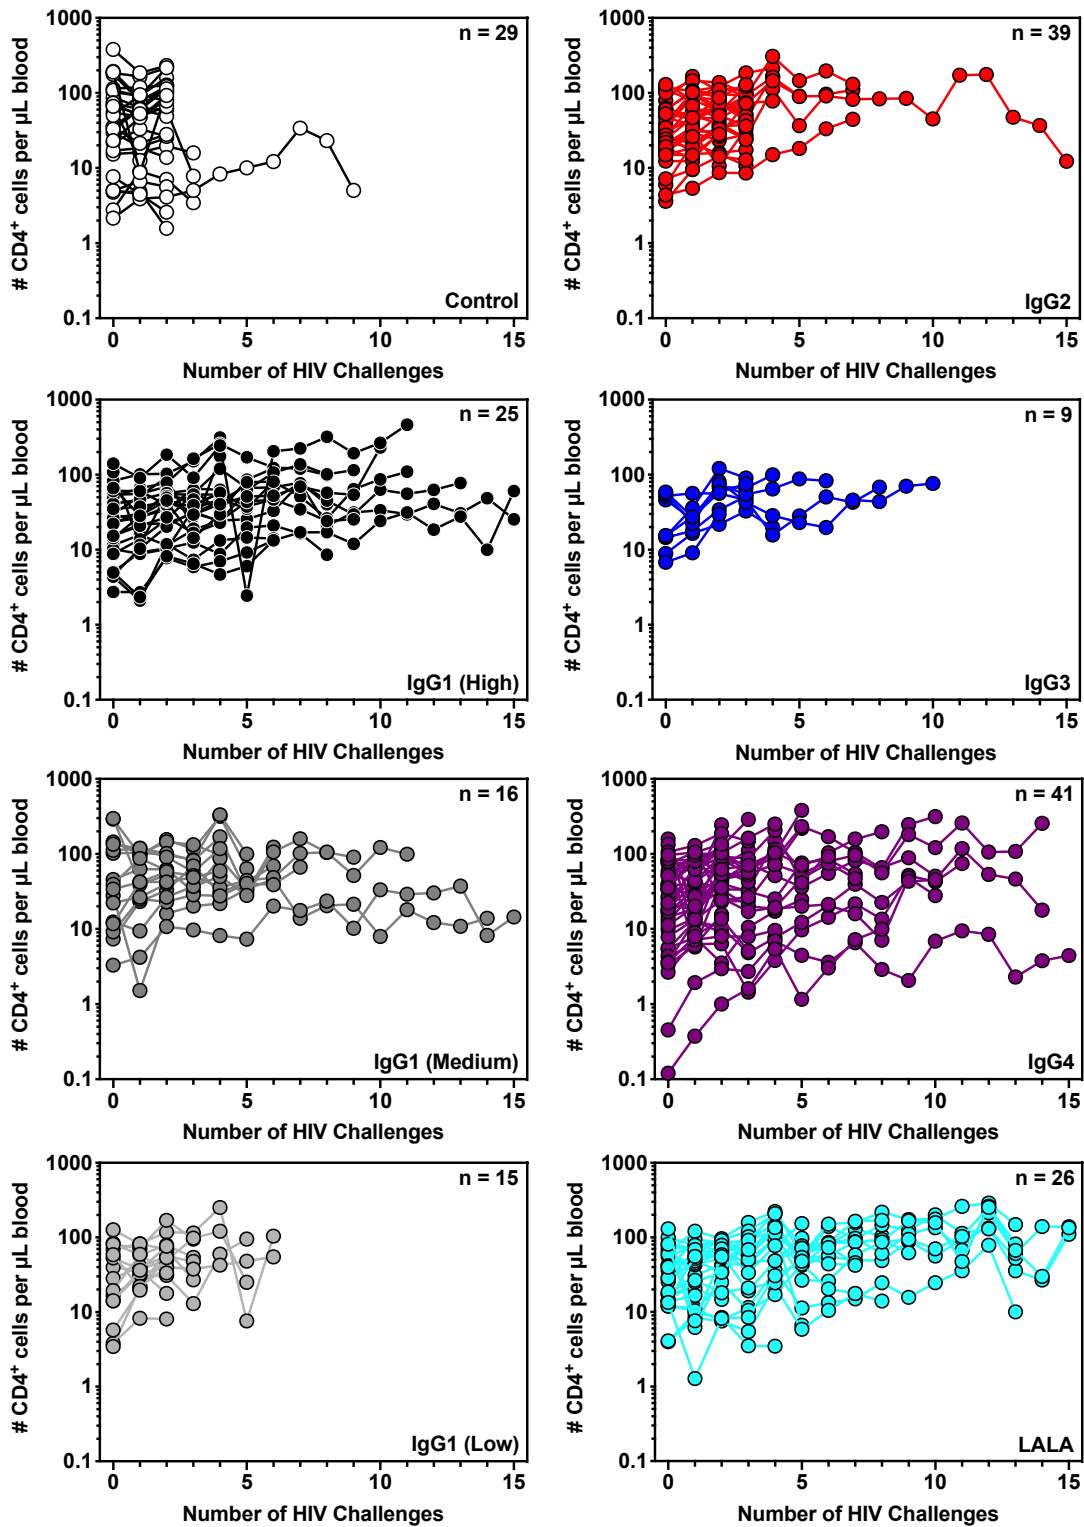 1000
100
10
1
0.1
# CD4⁺ cells per µL blood
n = 29
Control
0 5 10 15
Number of HIV Challenges
1000
100
10
1
0.1
# CD4⁺ cells per µL blood
n = 39
IgG2
0 5 10 15
Number of HIV Challenges
1000
100
10
1
0.1
# CD4⁺ cells per µL blood
n = 25
IgG1 (High)
0 5 10 15
Number of HIV Challenges
1000
100
10
1
0.1
# CD4⁺ cells per µL blood
n = 9
IgG3
0 5 10 15
Number of HIV Challenges
1000
100
10
1
0.1
# CD4⁺ cells per µL blood
n = 16
IgG1 (Medium)
0 5 10 15
Number of HIV Challenges
1000
100
10
1
0.1
# CD4⁺ cells per µL blood
n = 41
IgG4
0 5 10 15
Number of HIV Challenges
1000
100
10
1
0.1
# CD4⁺ cells per µL blood
n = 15
IgG1 (Low)
0 5 10 15
Number of HIV Challenges
1000
100
10
1
0.1
# CD4⁺ cells per µL blood
n = 26
LALA
0 5 10 15
Number of HIV Challenges